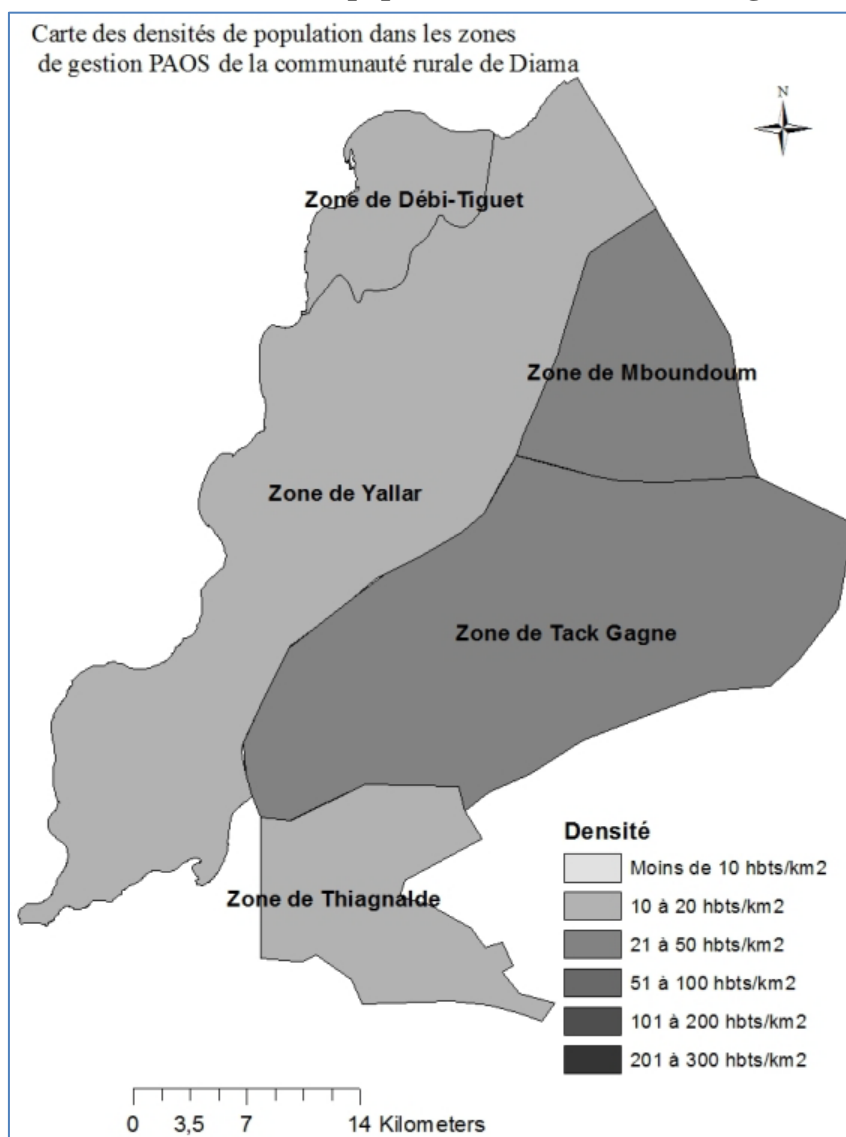 Carte des densités de population dans les zones
de gestion PAOS de la communauté rurale de Diama
N
Zone de Débi-Tiguet
Zone de Mboundoum
Zone de Yallar
Zone de Tack Gagne
Zone de Thiagnalde
Densité
Moins de 10 hbts/km2
10 à 20 hbts/km2
21 à 50 hbts/km2
51 à 100 hbts/km2
101 à 200 hbts/km2
201 à 300 hbts/km2
0 3,5 7 14 Kilometers